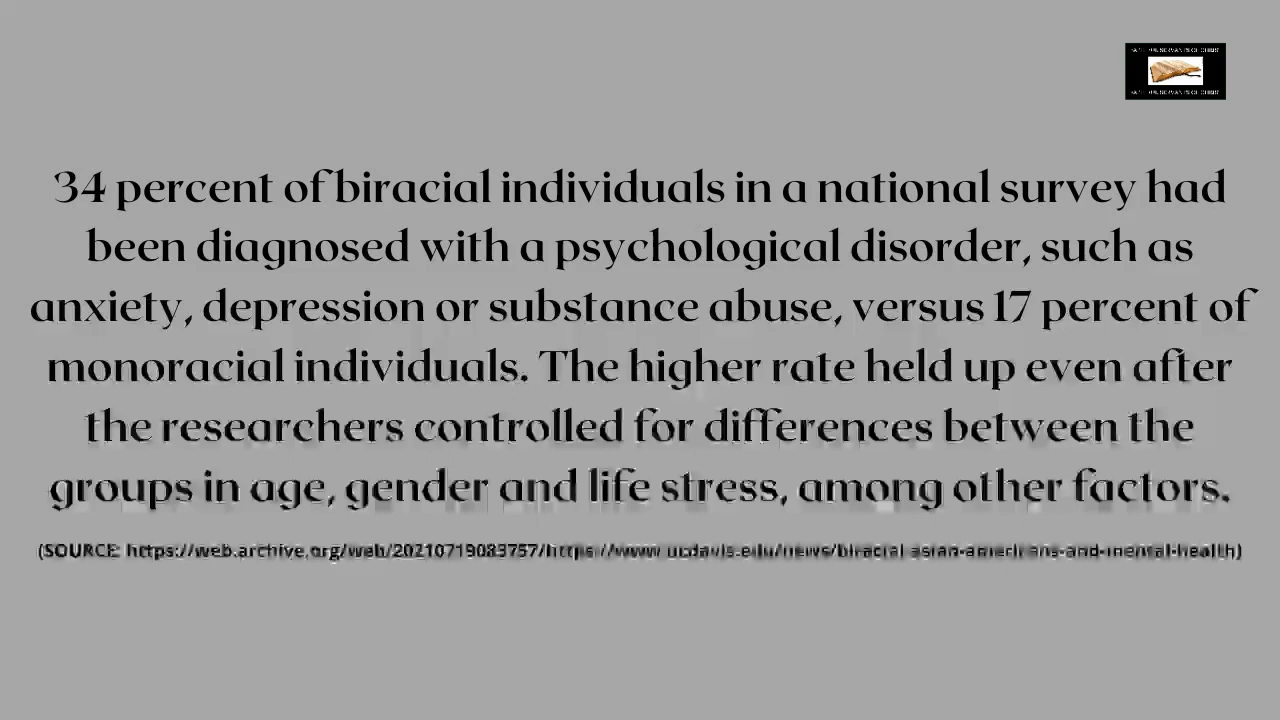 34 percent of biracial individuals in a national survey had
been diagnosed with a psychological disorder, such as
anxiety, depression or substance abuse, versus 17 percent of
monoracial individuals. The higher rate held up even after
the researchers controlled for differences between the
groups in age, gender and life stress, among other factors.
(SOURCE: https://web.archive.org/web/20210719083757/https://www.ucdavis.edu/news/biracial-asian-americans-and-mental-health)